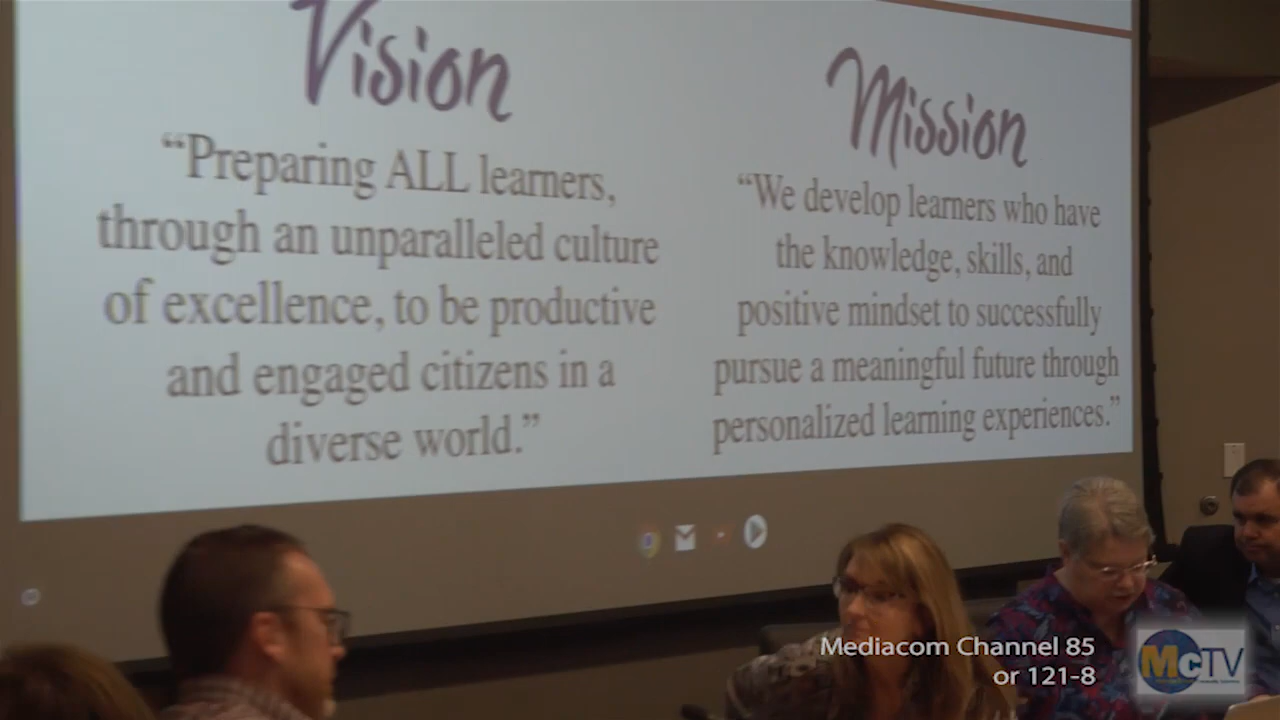 Vision
“Preparing ALL learners,
through an unparalleled culture
of excellence, to be productive
and engaged citizens in a
diverse world.”
Mission
“We develop learners who have
the knowledge, skills, and
positive mindset to successfully
pursue a meaningful future through
personalized learning experiences.”
Mediacom Channel 85
or 121-8
McTV